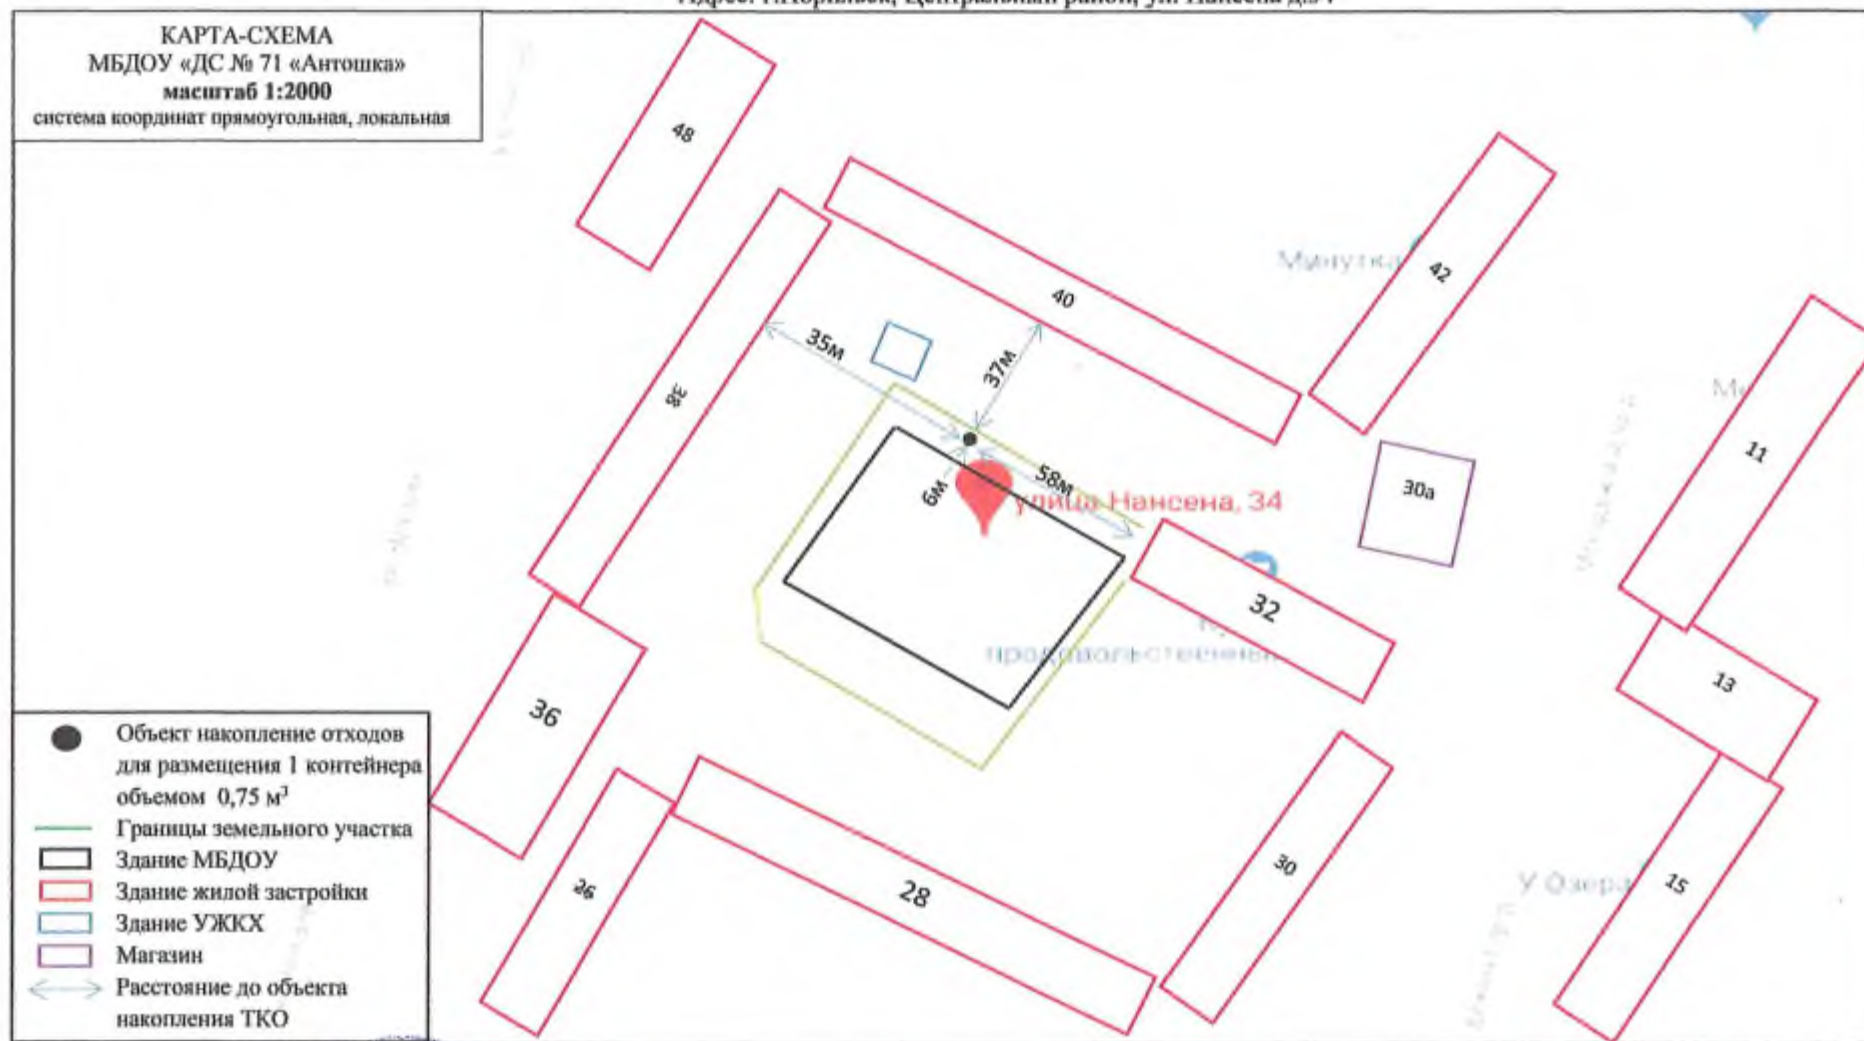 КАРТА-СХЕМА
МБДОУ «ДС № 71 «Антошка»
масштаб 1:2000
система координат прямоугольная, локальная
48
40
42
Минутка
38
35м
37м
11
6м
58м
улица Нансена, 34
30а
32
продовольственный
13
36
26
28
30
У Озера
15
Объект накопление отходов
для размещения 1 контейнера
объемом 0,75 м³
Границы земельного участка
Здание МБДОУ
Здание жилой застройки
Здание УЖКХ
Магазин
Расстояние до объекта
накопления ТКО